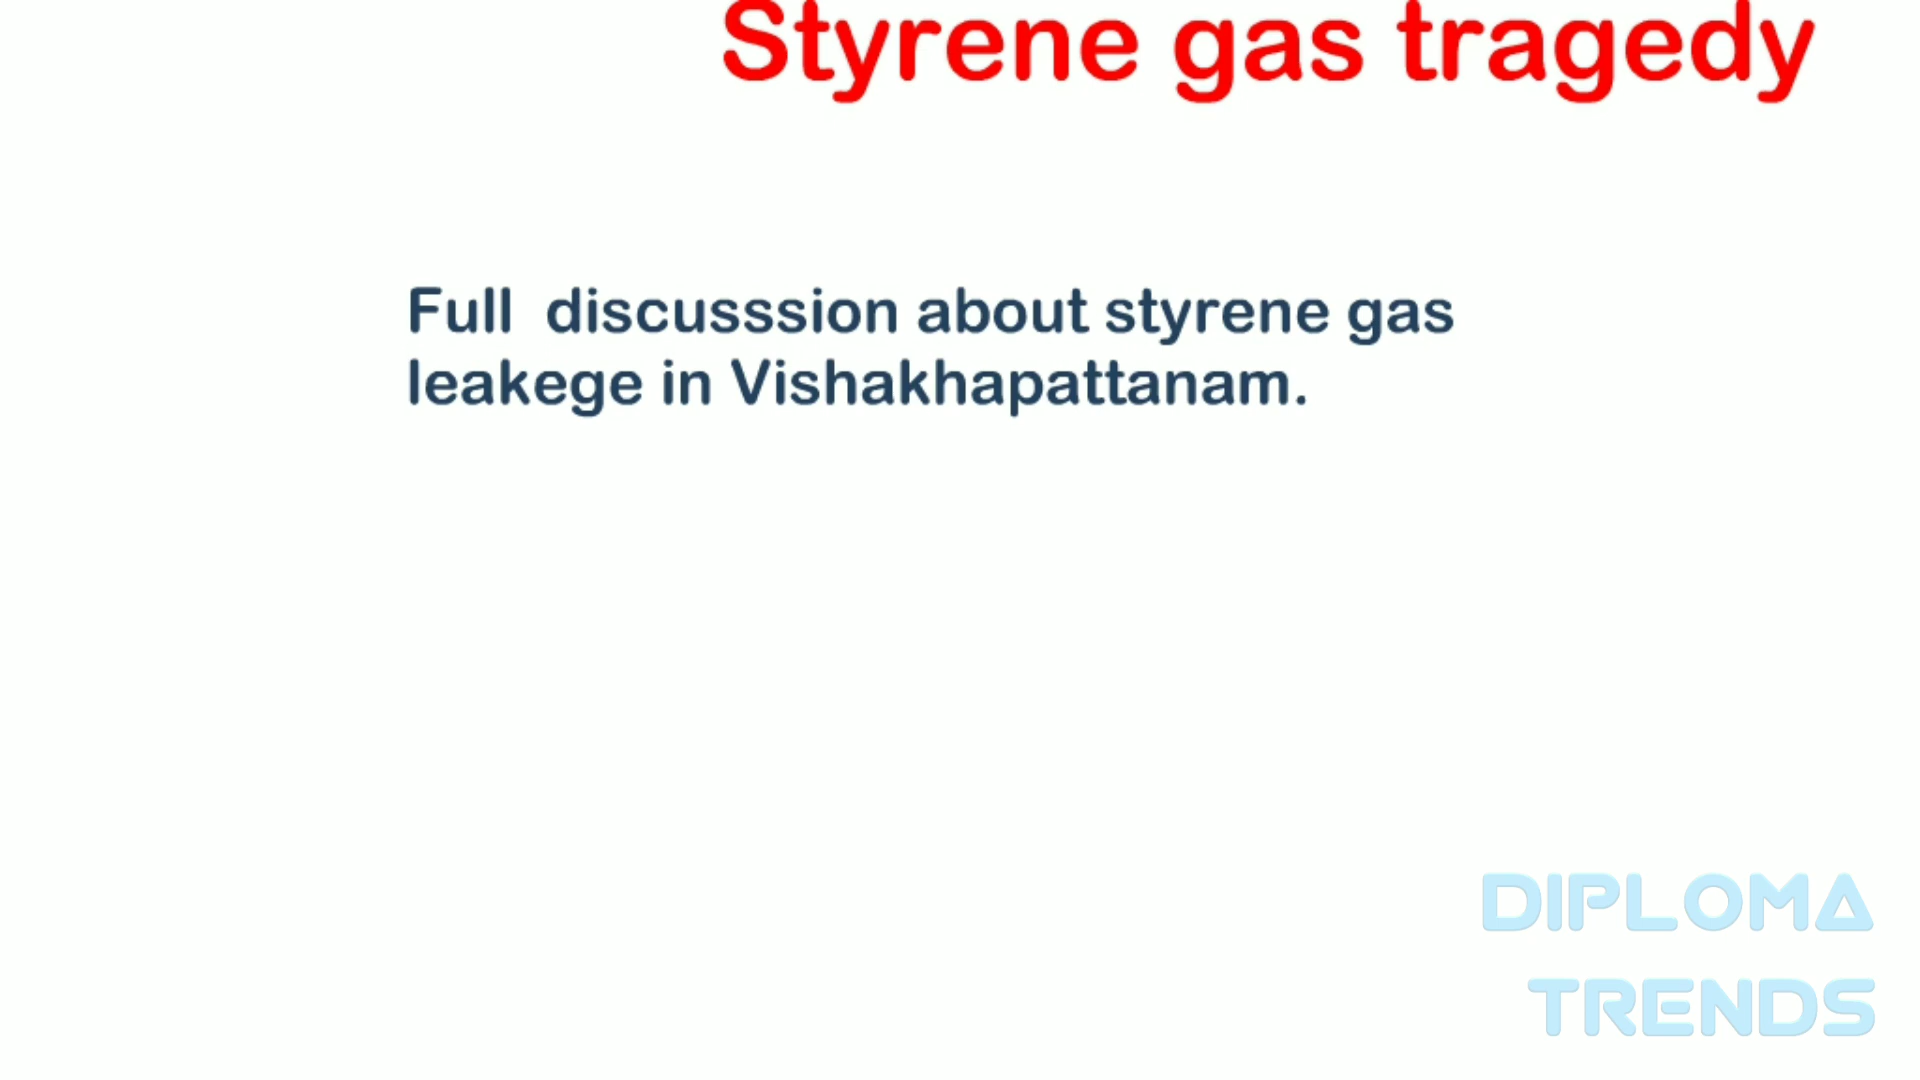 Styrene gas tragedy
Full discusssion about styrene gas
leakege in Vishakhapattanam.
DIPLOMA
TRENDS